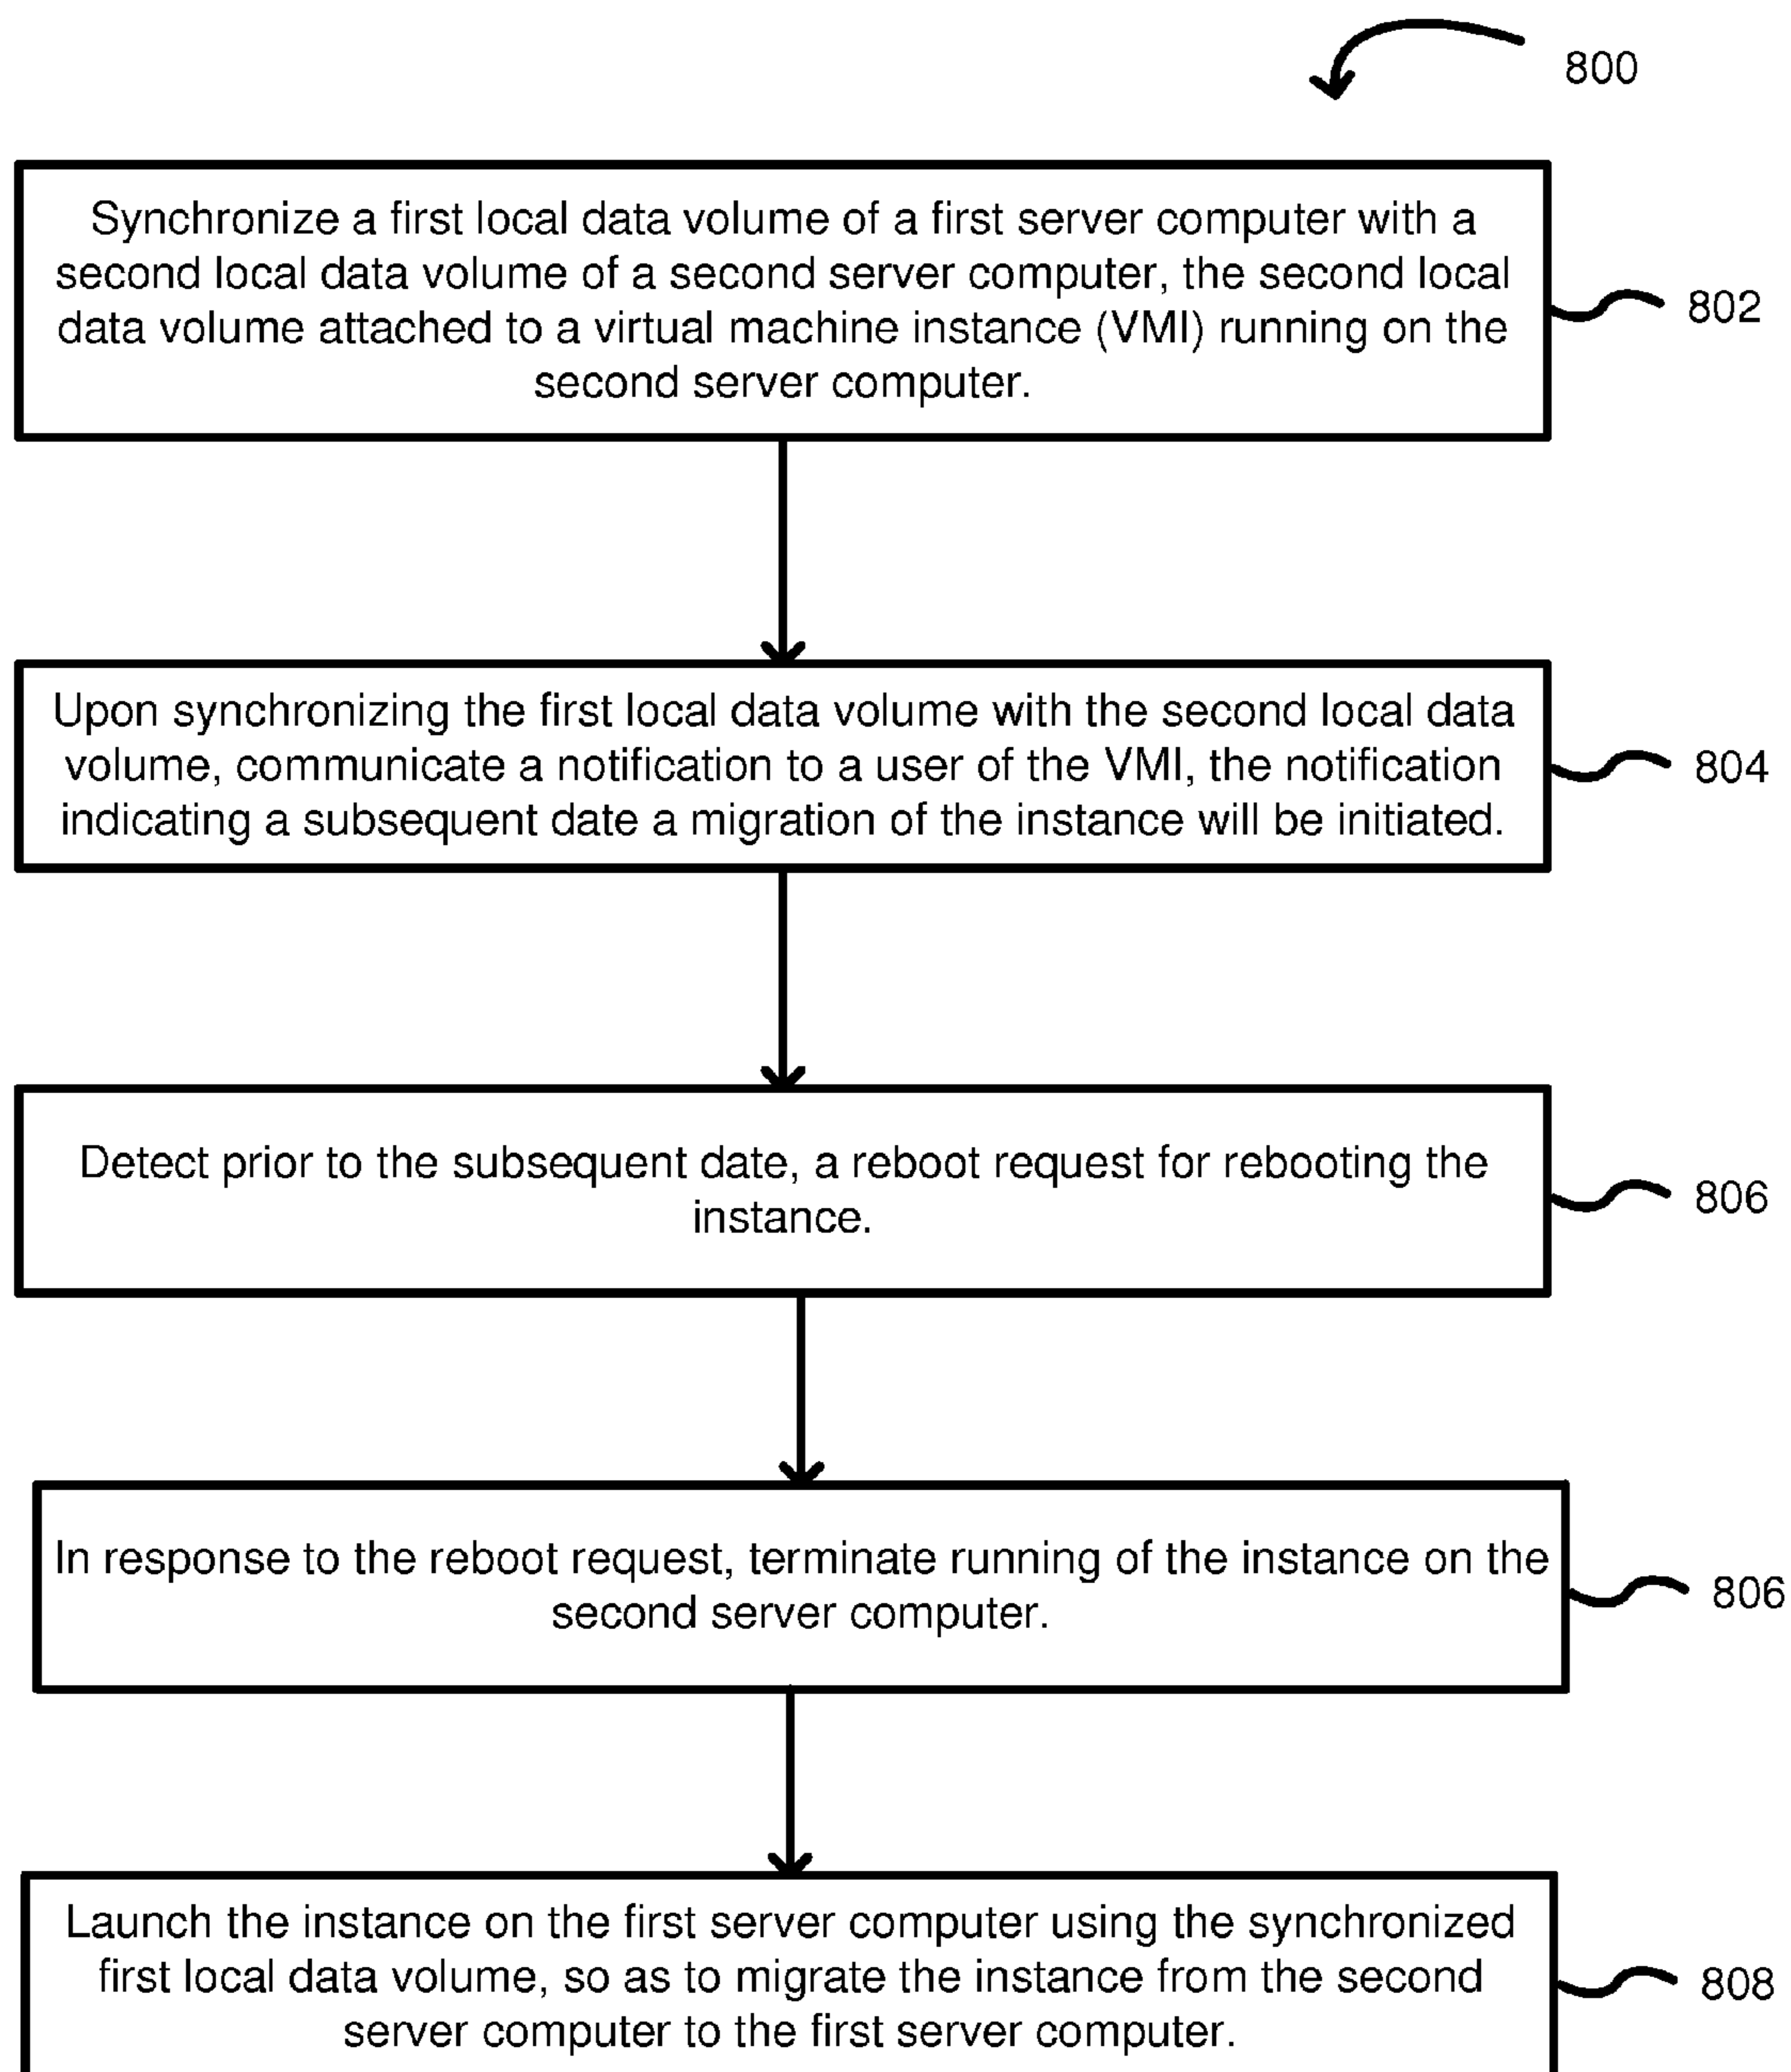 800
Synchronize a first local data volume of a first server computer with a
second local data volume of a second server computer, the second local
data volume attached to a virtual machine instance (VMI) running on the
second server computer.
802
Upon synchronizing the first local data volume with the second local data
volume, communicate a notification to a user of the VMI, the notification
indicating a subsequent date a migration of the instance will be initiated.
804
Detect prior to the subsequent date, a reboot request for rebooting the
instance.
806
In response to the reboot request, terminate running of the instance on the
second server computer.
806
Launch the instance on the first server computer using the synchronized
first local data volume, so as to migrate the instance from the second
server computer to the first server computer.
808